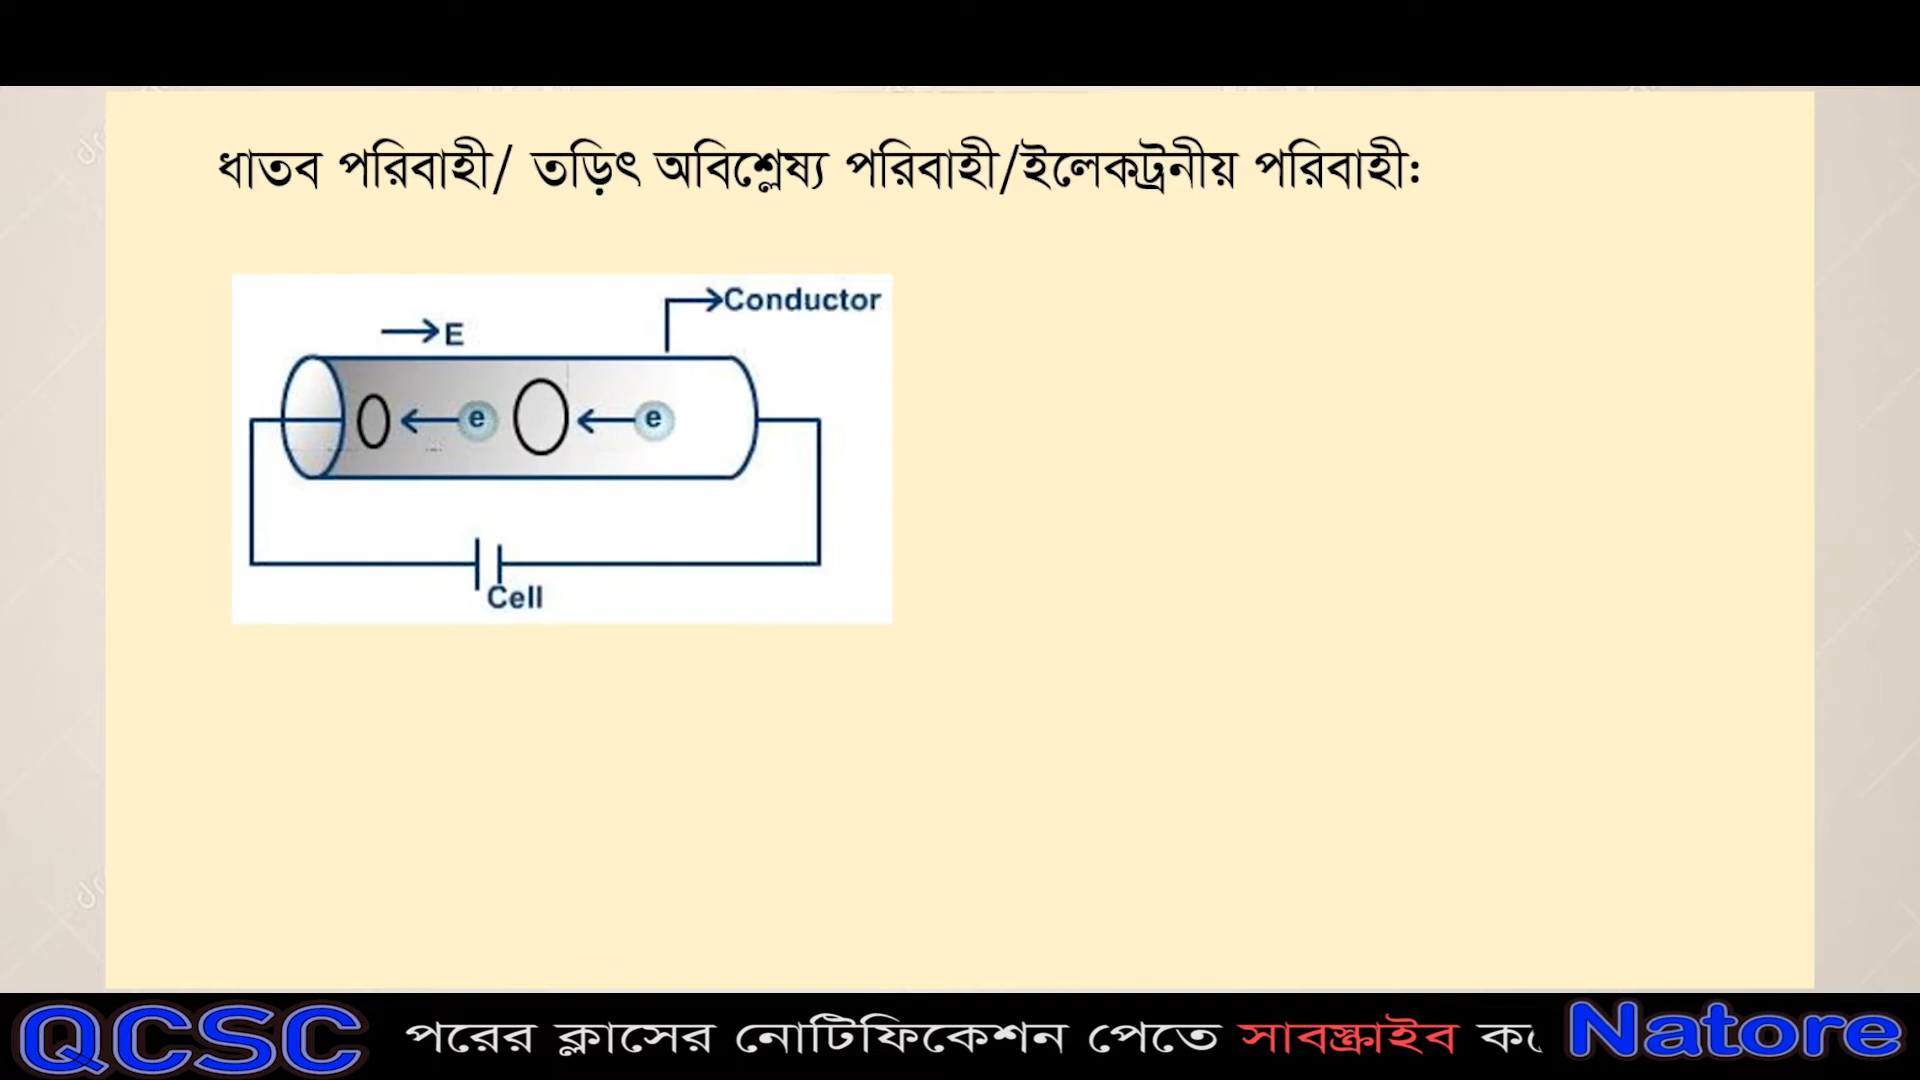 ধাতব পরিবাহী/ তড়িৎ অবিশ্লেষ্য পরিবাহী/ইলেকট্রনীয় পরিবাহীঃ
Conductor
E
e
e
Cell
QCSC
পরের ক্লাসের নোটিফিকেশন পেতে সাবস্ক্রাইব
Natore